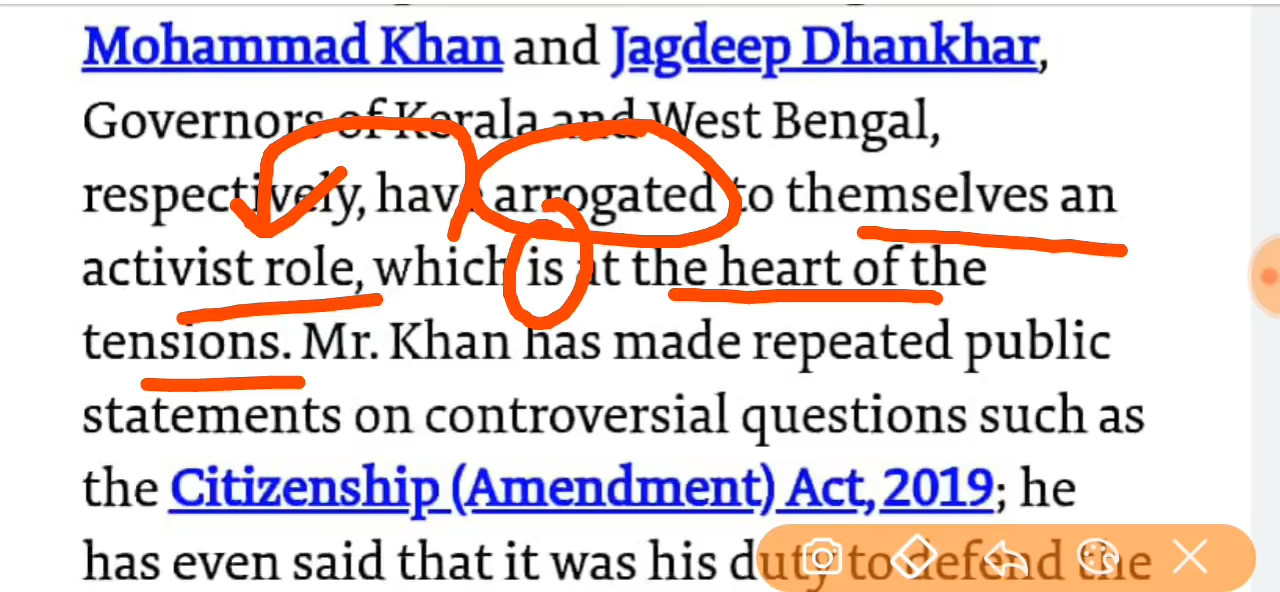 Mohammad Khan and Jagdeep Dhankhar,
Governors of Kerala and West Bengal,
respectively, have arrogated to themselves an
activist role, which is at the heart of the
tensions. Mr. Khan has made repeated public
statements on controversial questions such as
the Citizenship (Amendment) Act, 2019; he
has even said that it was his duty to defend the